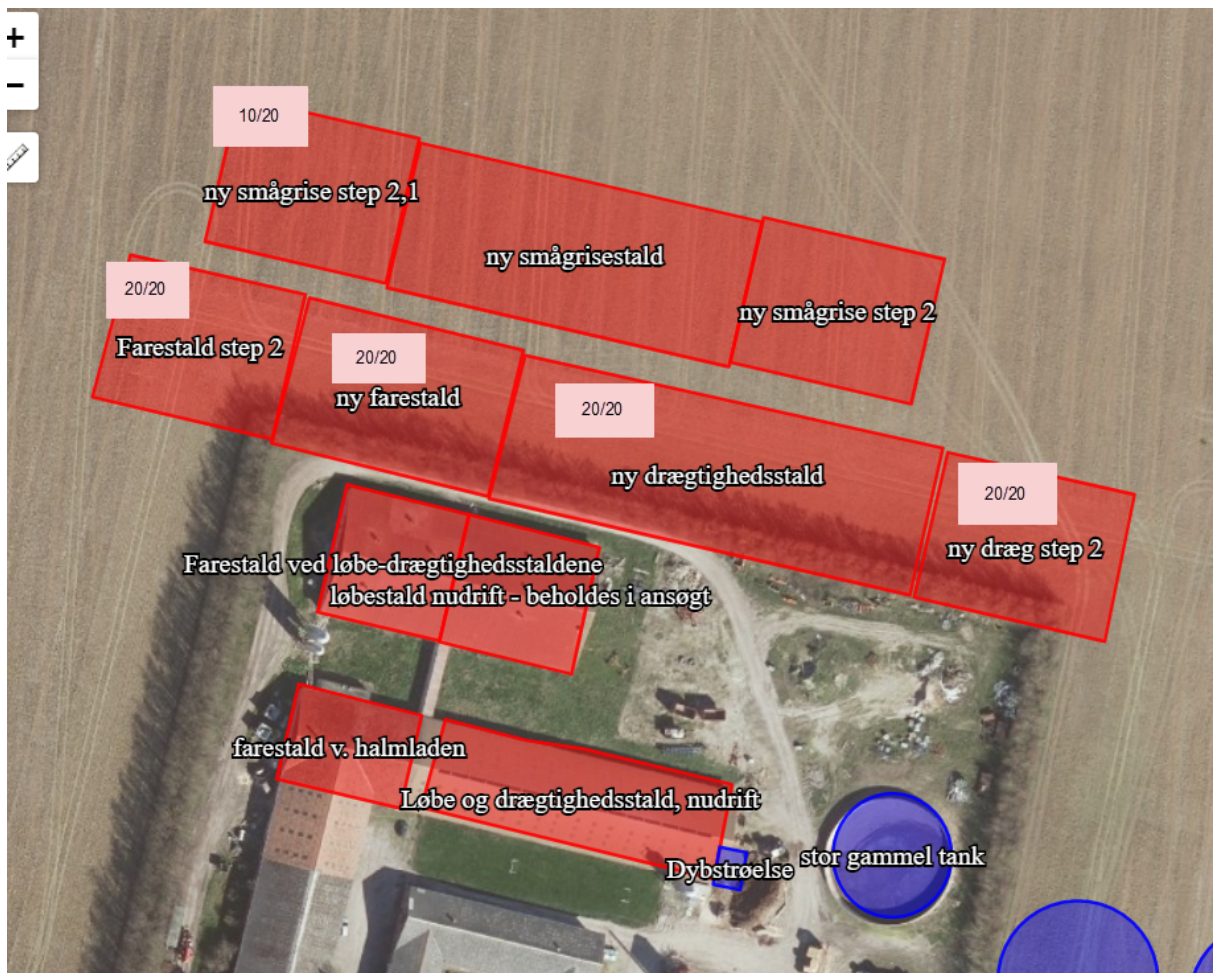 +
−
10/20
ny smågrise step 2,1
ny smågrisestald
20/20
ny smågrise step 2
Farestald step 2
20/20
ny farestald
20/20
ny drægtighedsstald
20/20
ny dræg step 2
Farestald ved løbe-drægtighedsstaldene
løbestald nudrift - beholdes i ansøgt
farestald v. halmladen
Løbe og drægtighedsstald, nudrift
Dybstrøelse
stor gammel tank